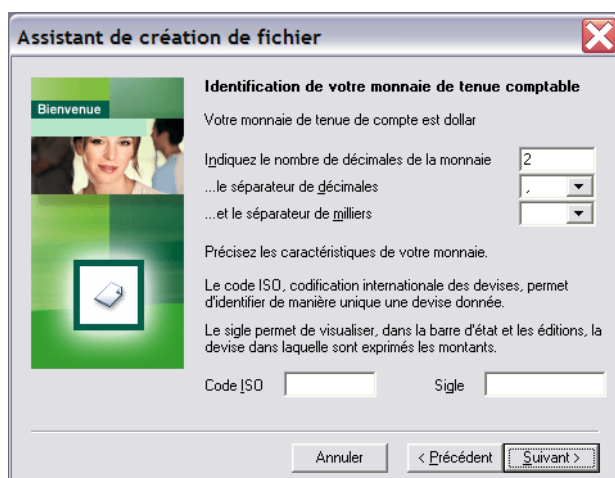 Assistant de création de fichier
Bienvenue
Identification de votre monnaie de tenue comptable
Votre monnaie de tenue de compte est dollar
Indiquez le nombre de décimales de la monnaie 2
...le séparateur de décimales ,
...et le séparateur de milliers
Précisez les caractéristiques de votre monnaie.
Le code ISO, codification internationale des devises, permet
d'identifier de manière unique une devise donnée.
Le sigle permet de visualiser, dans la barre d'état et les éditions, la
devise dans laquelle sont exprimés les montants.
Code ISO Sigle
Annuler < Précédent Suivant >